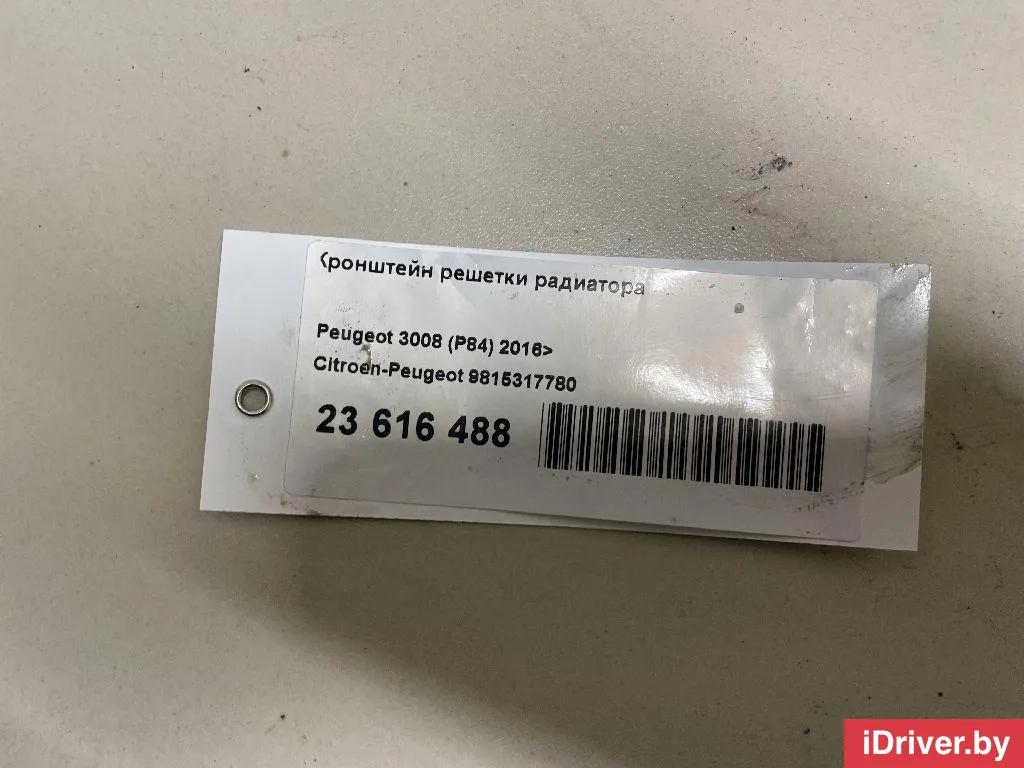 Кронштейн решетки радиатора
Peugeot 3008 (P84) 2016>
Citroen-Peugeot 9815317780
23 616 488
iDriver.by